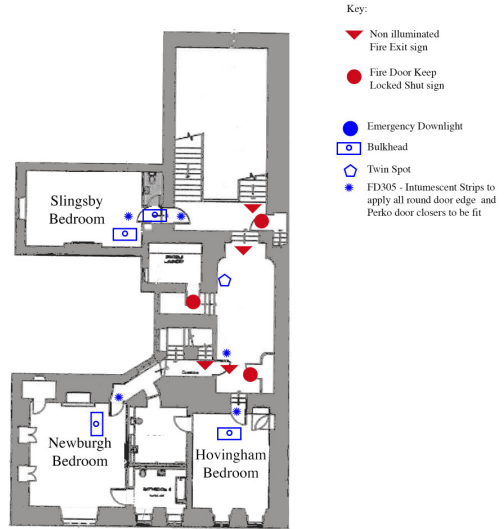 Key:
Non illuminated
Fire Exit sign
Fire Door Keep
Locked Shut sign
Emergency Downlight
Bulkhead
Twin Spot
FD305 - Intumescent Strips to
apply all round door edge and
Perko door closers to be fit
Slingsby
Bedroom
Newburgh
Bedroom
Hovingham
Bedroom